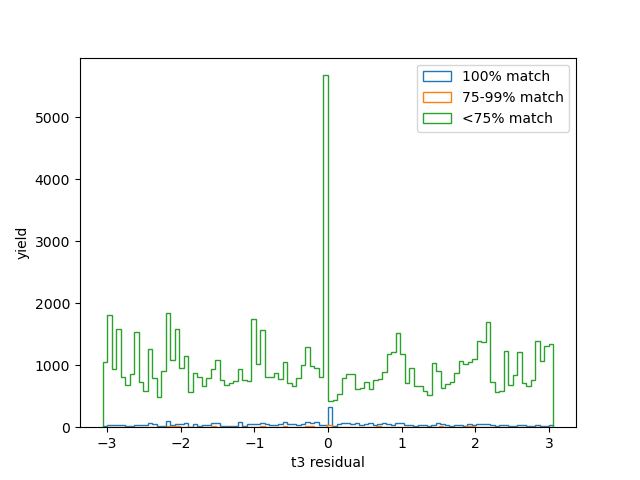 100% match
75-99% match
<75% match
5000
4000
3000
2000
1000
0
yield
−3
−2
−1
0
1
2
3
t3 residual